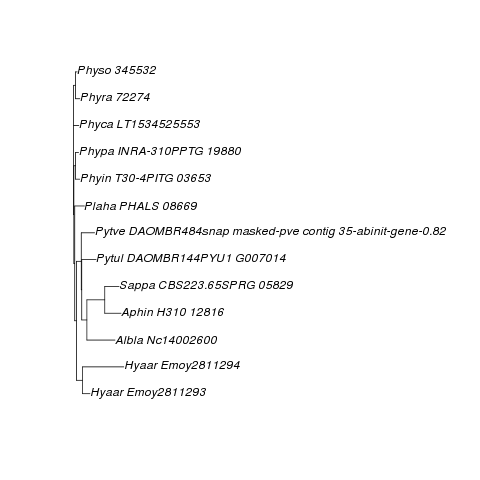 Physo 345532
Phyra 72274
Phyca LT1534525553
Phypa INRA-310PPTG 19880
Phyin T30-4PITG 03653
Plaha PHALS 08669
Pytve DAOMBR484snap masked-pve contig 35-abinit-gene-0.82
Pytul DAOMBR144PYU1 G007014
Sappa CBS223.65SPRG 05829
Aphin H310 12816
Albla Nc14002600
Hyaar Emoy2811294
Hyaar Emoy2811293